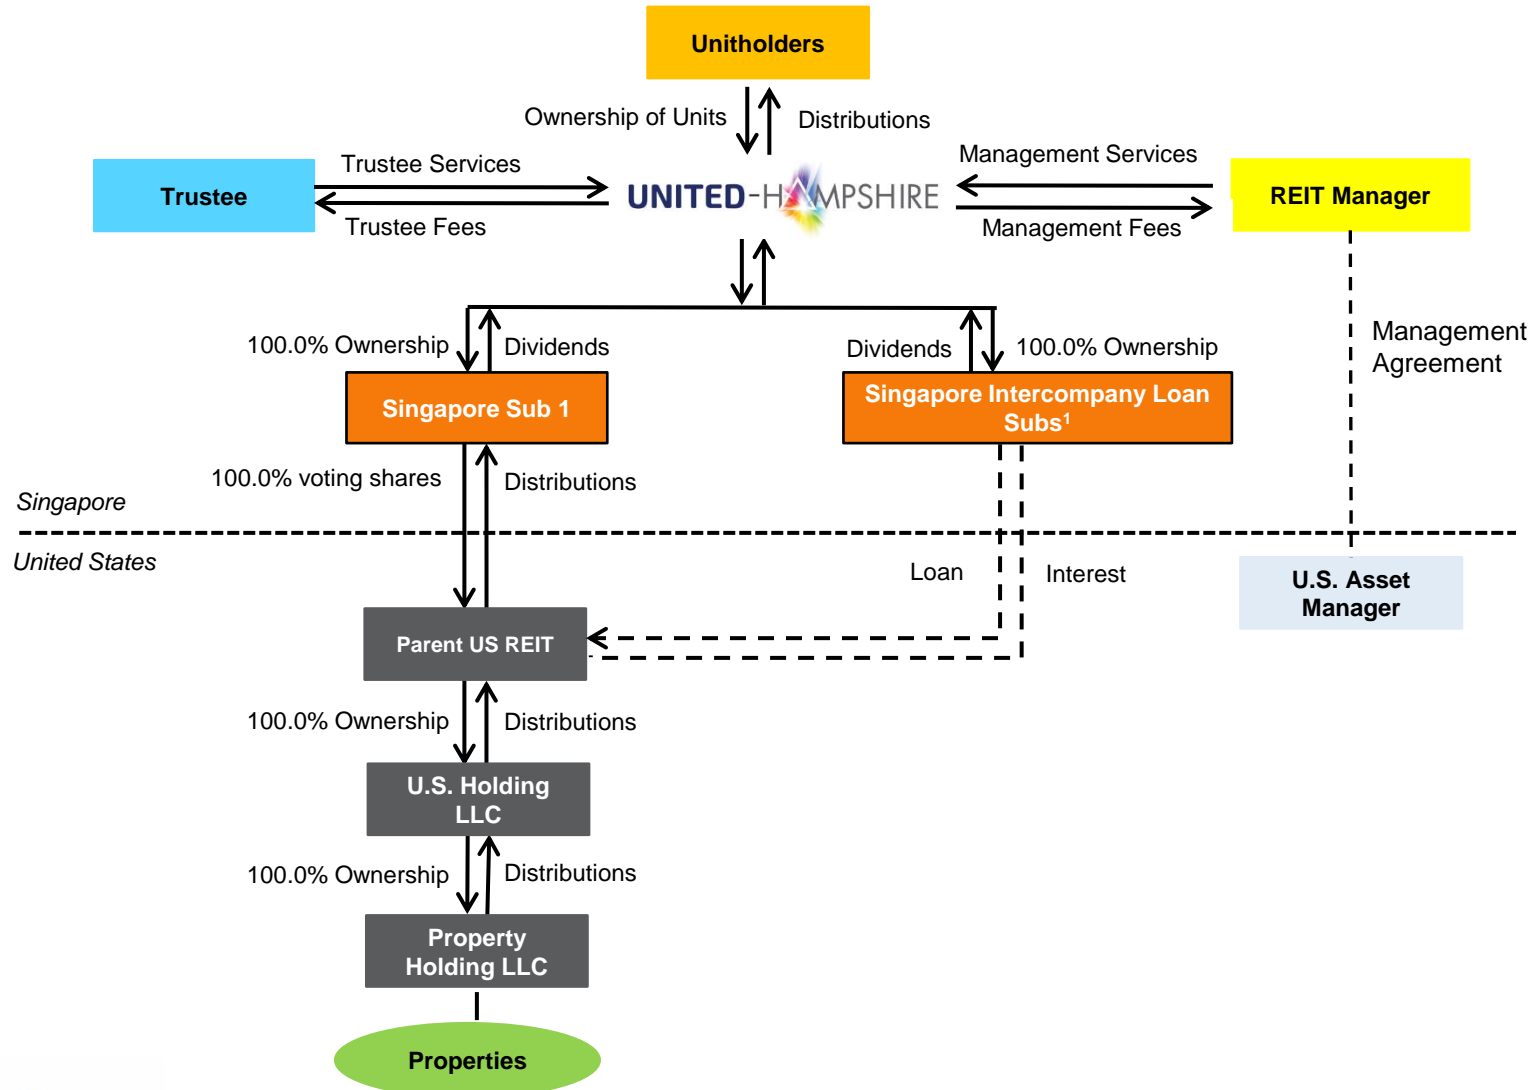 Unitholders
Ownership of Units
Distributions
Trustee
Trustee Services
Trustee Fees
UNITED-HAMPSHIRE
Management Services
Management Fees
REIT Manager
100.0% Ownership
Dividends
Dividends
100.0% Ownership
Management
Agreement
Singapore Sub 1
Singapore Intercompany Loan
Subs¹
100.0% voting shares
Distributions
Singapore
United States
Loan
Interest
U.S. Asset
Manager
Parent US REIT
100.0% Ownership
Distributions
U.S. Holding
LLC
100.0% Ownership
Distributions
Property
Holding LLC
Properties